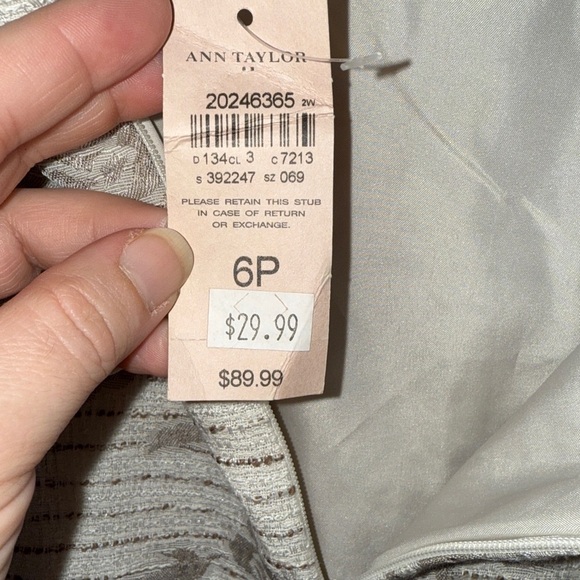 ANN TAYLOR
20246365 2W
D 134 CL 3 C 7213
S 392247 SZ 069
PLEASE RETAIN THIS STUB
IN CASE OF RETURN
OR EXCHANGE.
6P
$29.99
$89.99